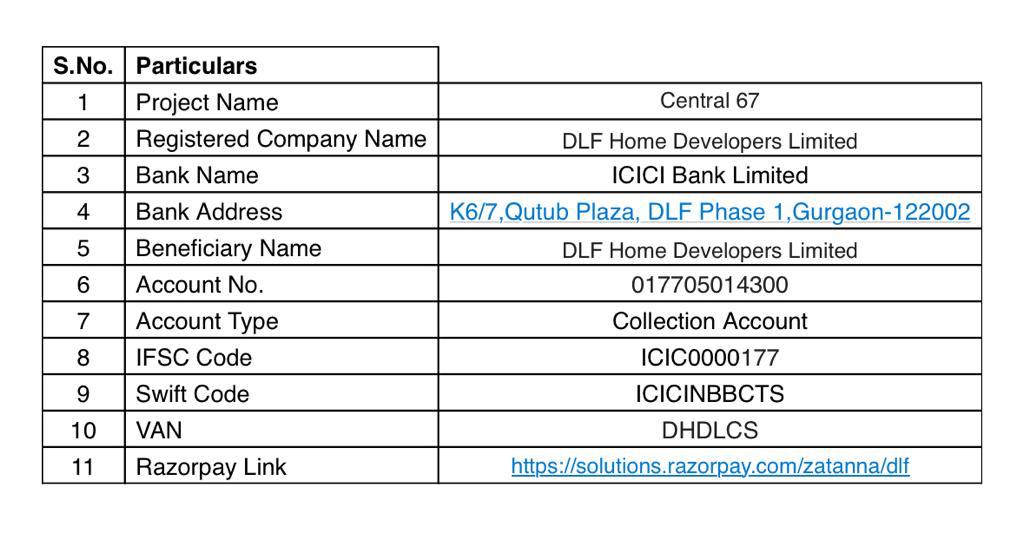 S.No. Particulars
1 Project Name Central 67
2 Registered Company Name DLF Home Developers Limited
3 Bank Name ICICI Bank Limited
4 Bank Address K6/7,Qutub Plaza, DLF Phase 1,Gurgaon-122002
5 Beneficiary Name DLF Home Developers Limited
6 Account No. 017705014300
7 Account Type Collection Account
8 IFSC Code ICIC0000177
9 Swift Code ICICINBBCTS
10 VAN DHDLCS
11 Razorpay Link https://solutions.razorpay.com/zatanna/dlf